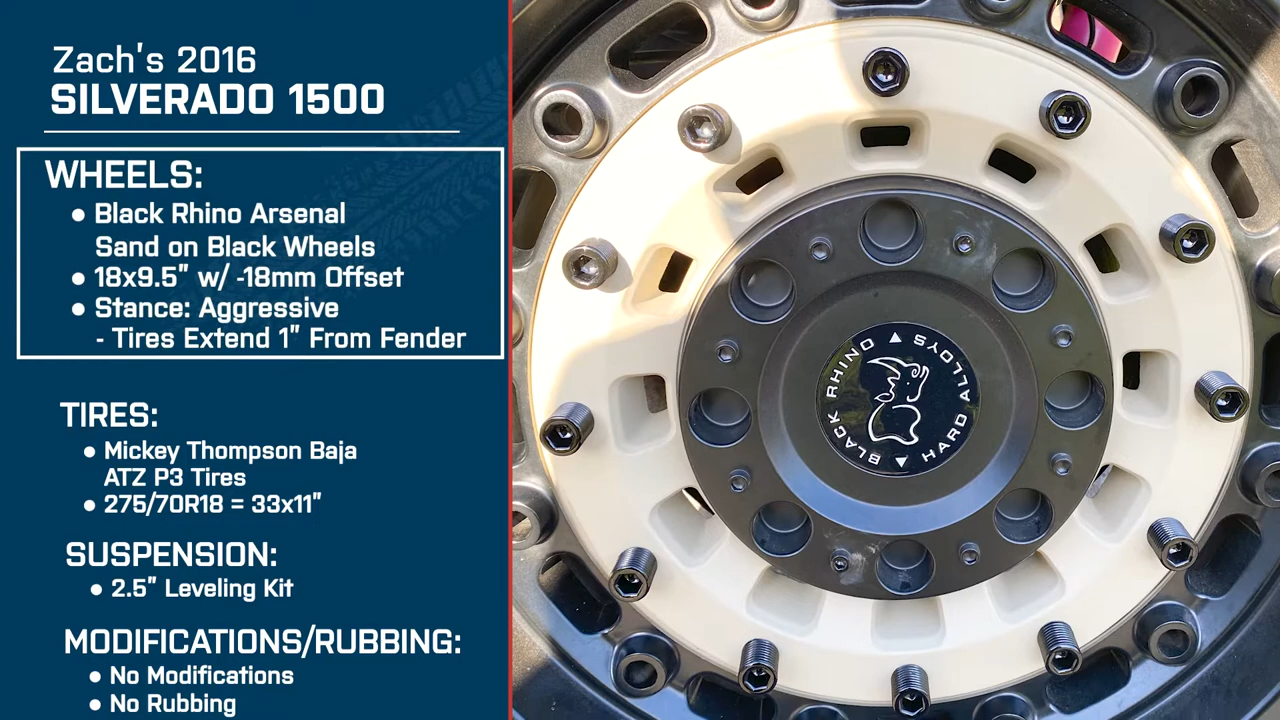 Zach's 2016
SILVERADO 1500
WHEELS:
● Black Rhino Arsenal
Sand on Black Wheels
● 18x9.5" w/ -18mm Offset
● Stance: Aggressive
- Tires Extend 1" From Fender
TIRES:
● Mickey Thompson Baja
ATZ P3 Tires
● 275/70R18 = 33x11"
SUSPENSION:
● 2.5" Leveling Kit
MODIFICATIONS/RUBBING:
● No Modifications
● No Rubbing
BLACK RHINO ▲ HARD ALLOYS ▲